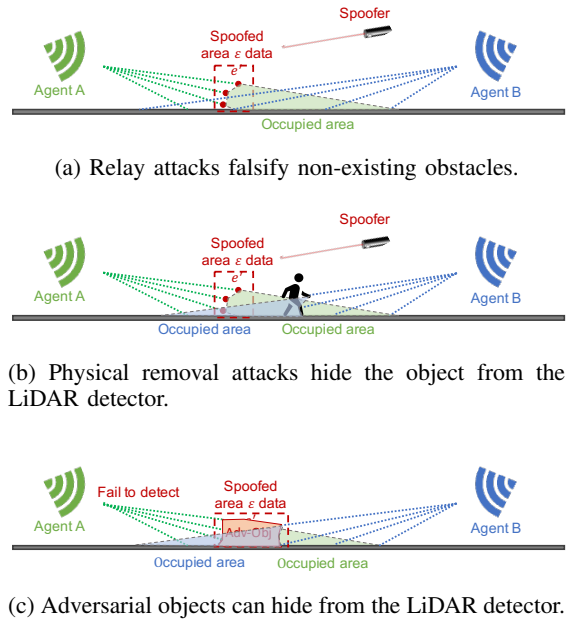 Spoofer
Spoofed
area ε data
e'
Agent A
Agent B
Occupied area
(a) Relay attacks falsify non-existing obstacles.
Spoofer
Spoofed
area ε data
e'
Agent A
Agent B
Occupied area
Occupied area
(b) Physical removal attacks hide the object from the
LiDAR detector.
Fail to detect
Spoofed
area ε data
Agent A
Adv-Obj
Agent B
Occupied area
Occupied area
(c) Adversarial objects can hide from the LiDAR detector.